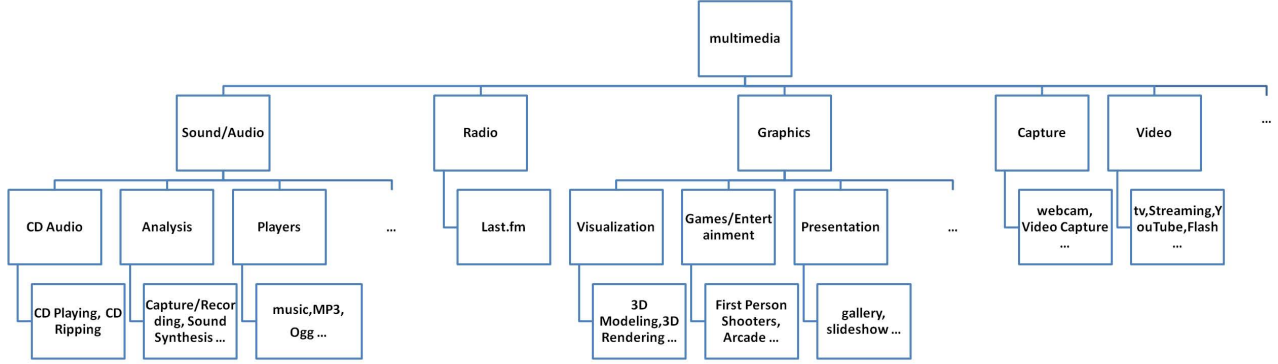 multimedia
Sound/Audio
Radio
Graphics
Capture
Video
...
CD Audio
Analysis
Players
...
Last.fm
Visualization
Games/Entert
ainment
Presentation
...
webcam,
Video Capture
...
tv,Streaming,Y
ouTube,Flash
...
CD Playing, CD
Ripping
Capture/Recor
ding, Sound
Synthesis ...
music,MP3,
Ogg ...
3D
Modeling,3D
Rendering ...
First Person
Shooters,
Arcade ...
gallery,
slideshow ...